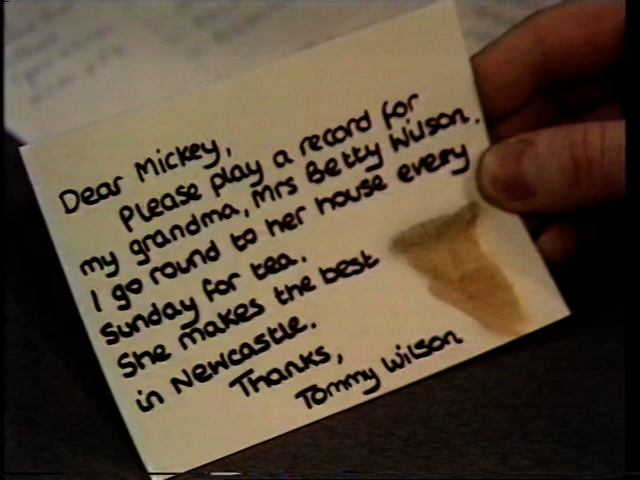 Dear Mickey,
Please play a record for
my grandma, Mrs Betty Wilson.
I go round to her house every
Sunday for tea.
She makes the best
in Newcastle.
Thanks,
Tommy Wilson